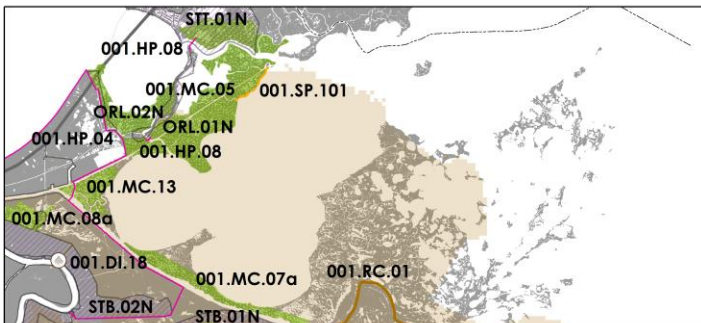 STT.01N
001.HP.08
001.MC.05
001.SP.101
ORL.02N
ORL.01N
001.HP.04
001.HP.08
001.MC.13
001.MC.08a
001.DI.18
001.MC.07a
001.RC.01
STB.02N
STB.01N